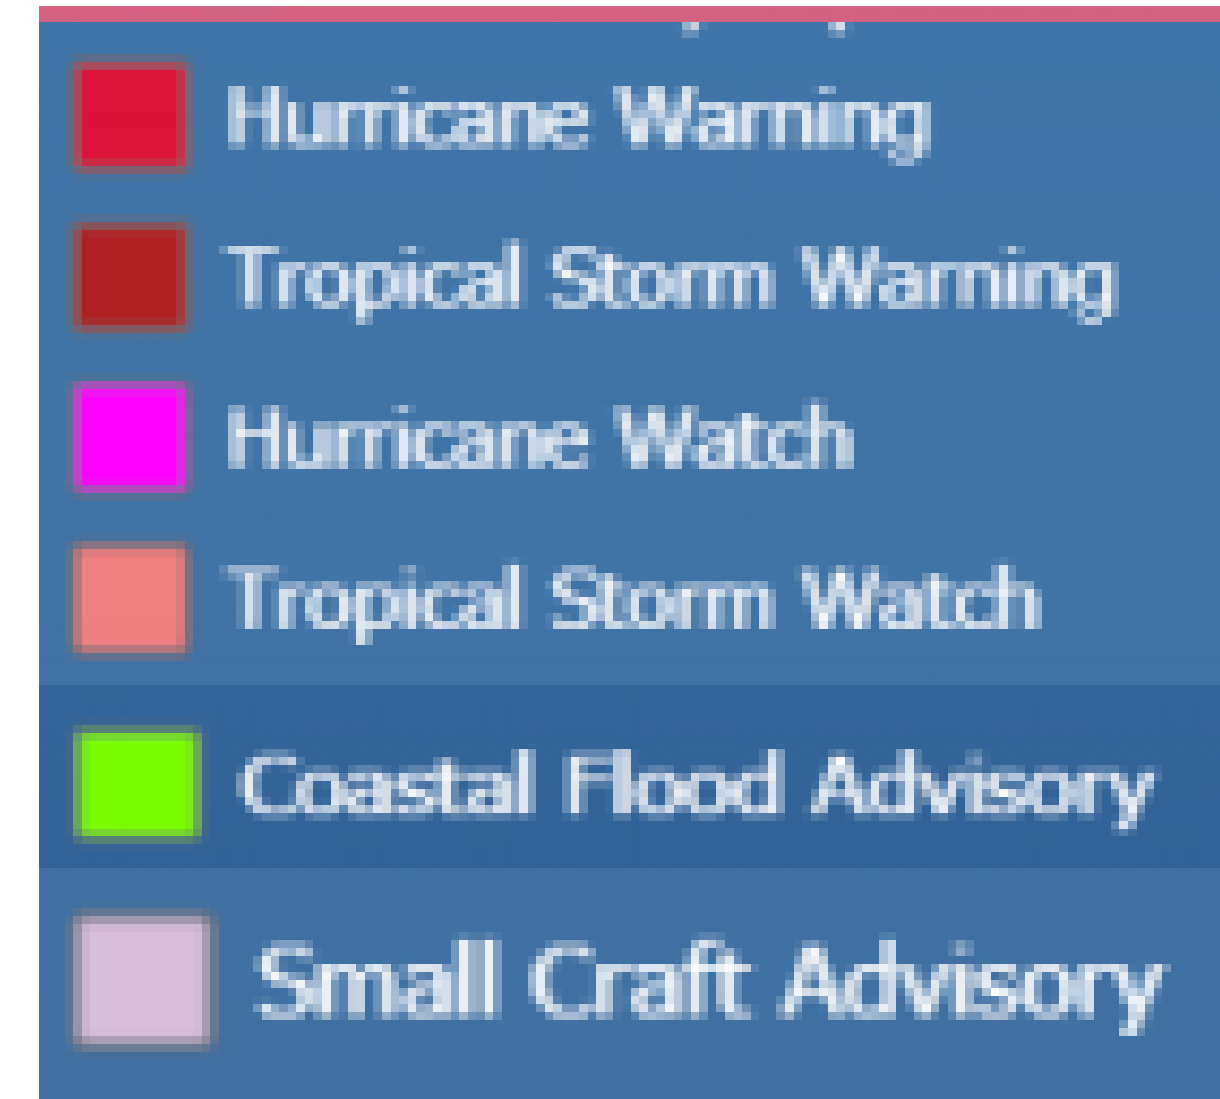 Hurricane Warning
Tropical Storm Warning
Hurricane Watch
Tropical Storm Watch
Coastal Flood Advisory
Small Craft Advisory